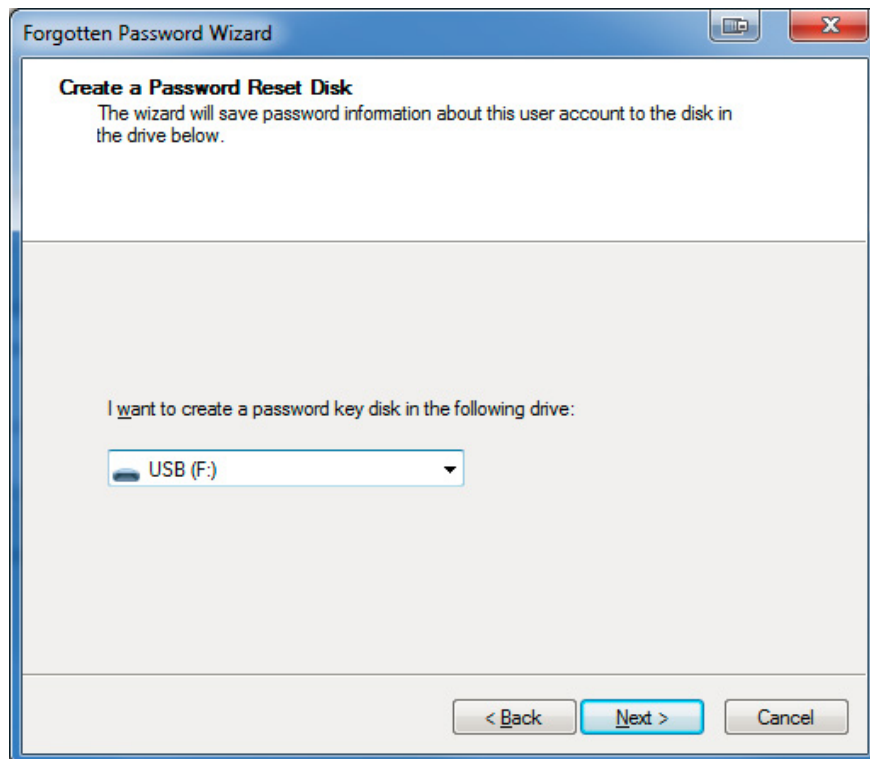 Forgotten Password Wizard
Create a Password Reset Disk
The wizard will save password information about this user account to the disk in
the drive below.
I want to create a password key disk in the following drive:
USB (F:)
< Back
Next >
Cancel